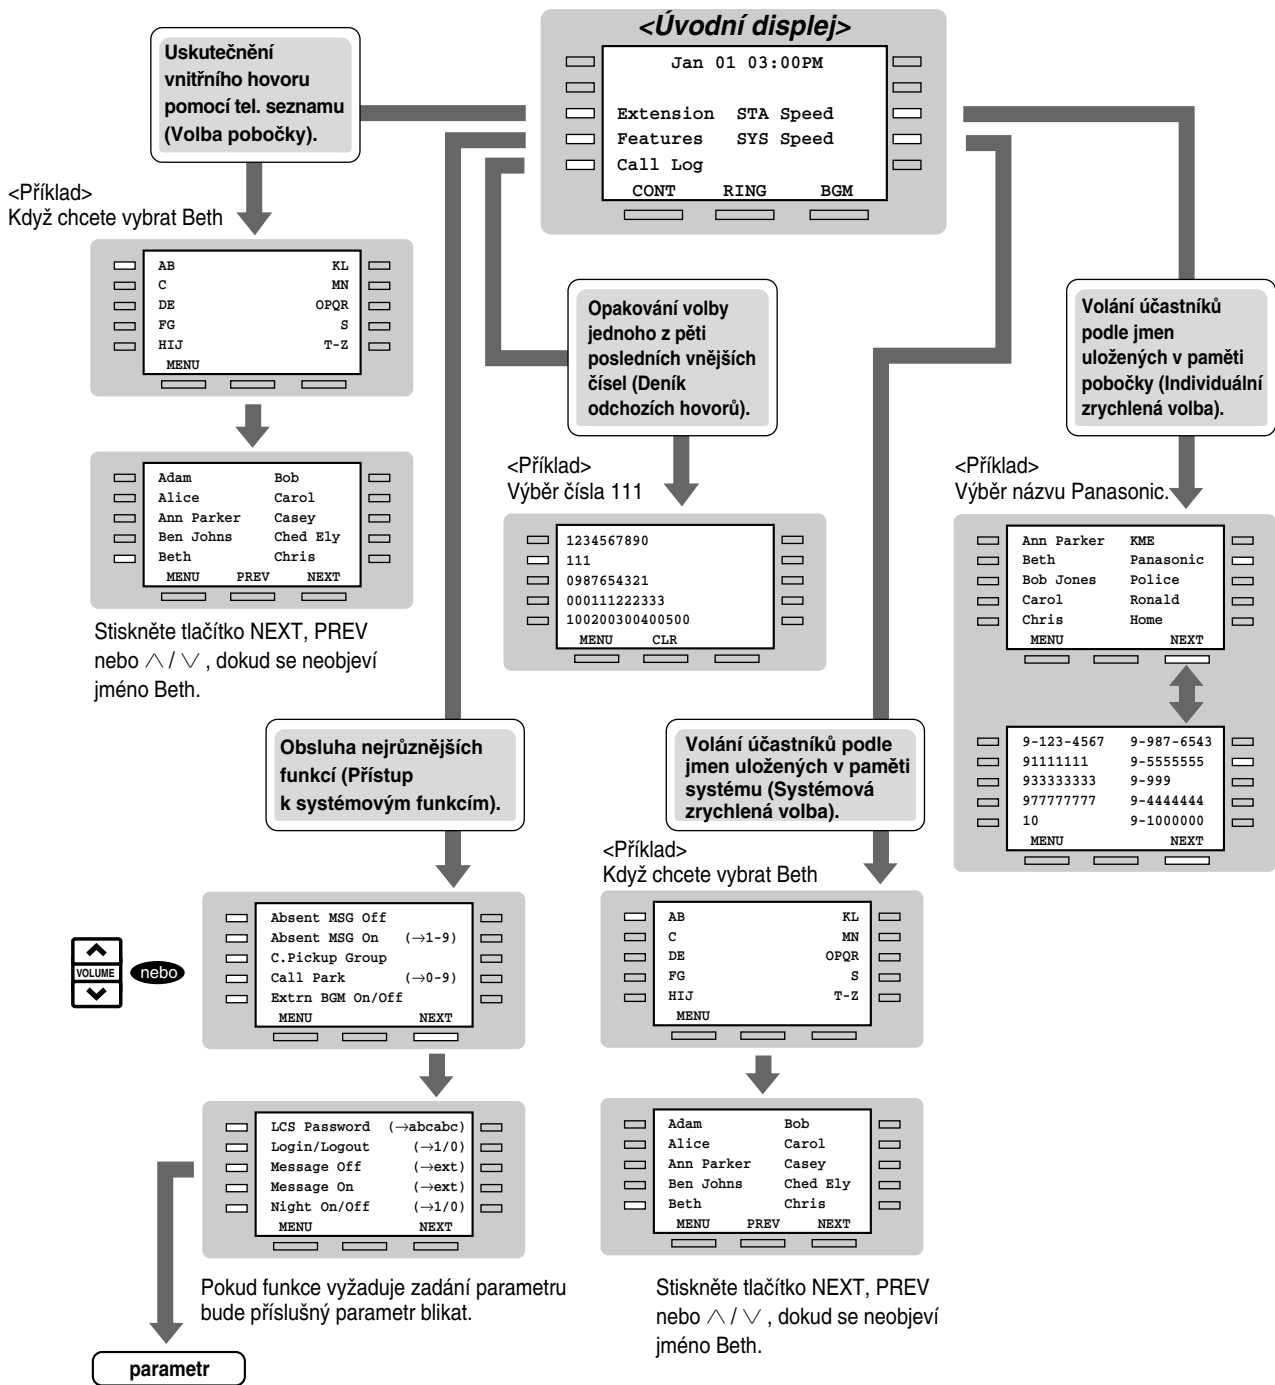 <Úvodní displej>
Jan 01 03:00PM
Extension STA Speed
Features SYS Speed
Call Log
CONT RING BGM
Uskutečnění
vnitřního hovoru
pomocí tel. seznamu
(Volba pobočky).
<Příklad>
Když chcete vybrat Beth
AB KL
C MN
DE OPQR
FG S
HIJ T-Z
MENU
Adam Bob
Alice Carol
Ann Parker Casey
Ben Johns Ched Ely
Beth Chris
MENU PREV NEXT
Stiskněte tlačítko NEXT, PREV
nebo ∧ / ∨ , dokud se neobjeví
jméno Beth.
Opakování volby
jednoho z pěti
posledních vnějších
čísel (Deník
odchozích hovorů).
<Příklad>
Výběr čísla 111
1234567890
111
0987654321
000111222333
100200300400500
MENU CLR
Volání účastníků
podle jmen
uložených v paměti
pobočky (Individuální
zrychlená volba).
<Příklad>
Výběr názvu Panasonic.
Ann Parker KME
Beth Panasonic
Bob Jones Police
Carol Ronald
Chris Home
MENU NEXT
9-123-4567 9-987-6543
91111111 9-5555555
933333333 9-999
977777777 9-4444444
10 9-1000000
MENU NEXT
Obsluha nejrůznějších
funkcí (Přístup
k systémovým funkcím).
VOLUME
nebo
Absent MSG Off
Absent MSG On (→1-9)
C.Pickup Group
Call Park (→0-9)
Extrn BGM On/Off
MENU NEXT
LCS Password (→abcabc)
Login/Logout (→1/0)
Message Off (→ext)
Message On (→ext)
Night On/Off (→1/0)
MENU NEXT
Pokud funkce vyžaduje zadání parametru
bude příslušný parametr blikat.
parametr
Volání účastníků podle
jmen uložených v paměti
systému (Systémová
zrychlená volba).
<Příklad>
Když chcete vybrat Beth
AB KL
C MN
DE OPQR
FG S
HIJ T-Z
MENU
Adam Bob
Alice Carol
Ann Parker Casey
Ben Johns Ched Ely
Beth Chris
MENU PREV NEXT
Stiskněte tlačítko NEXT, PREV
nebo ∧ / ∨ , dokud se neobjeví
jméno Beth.